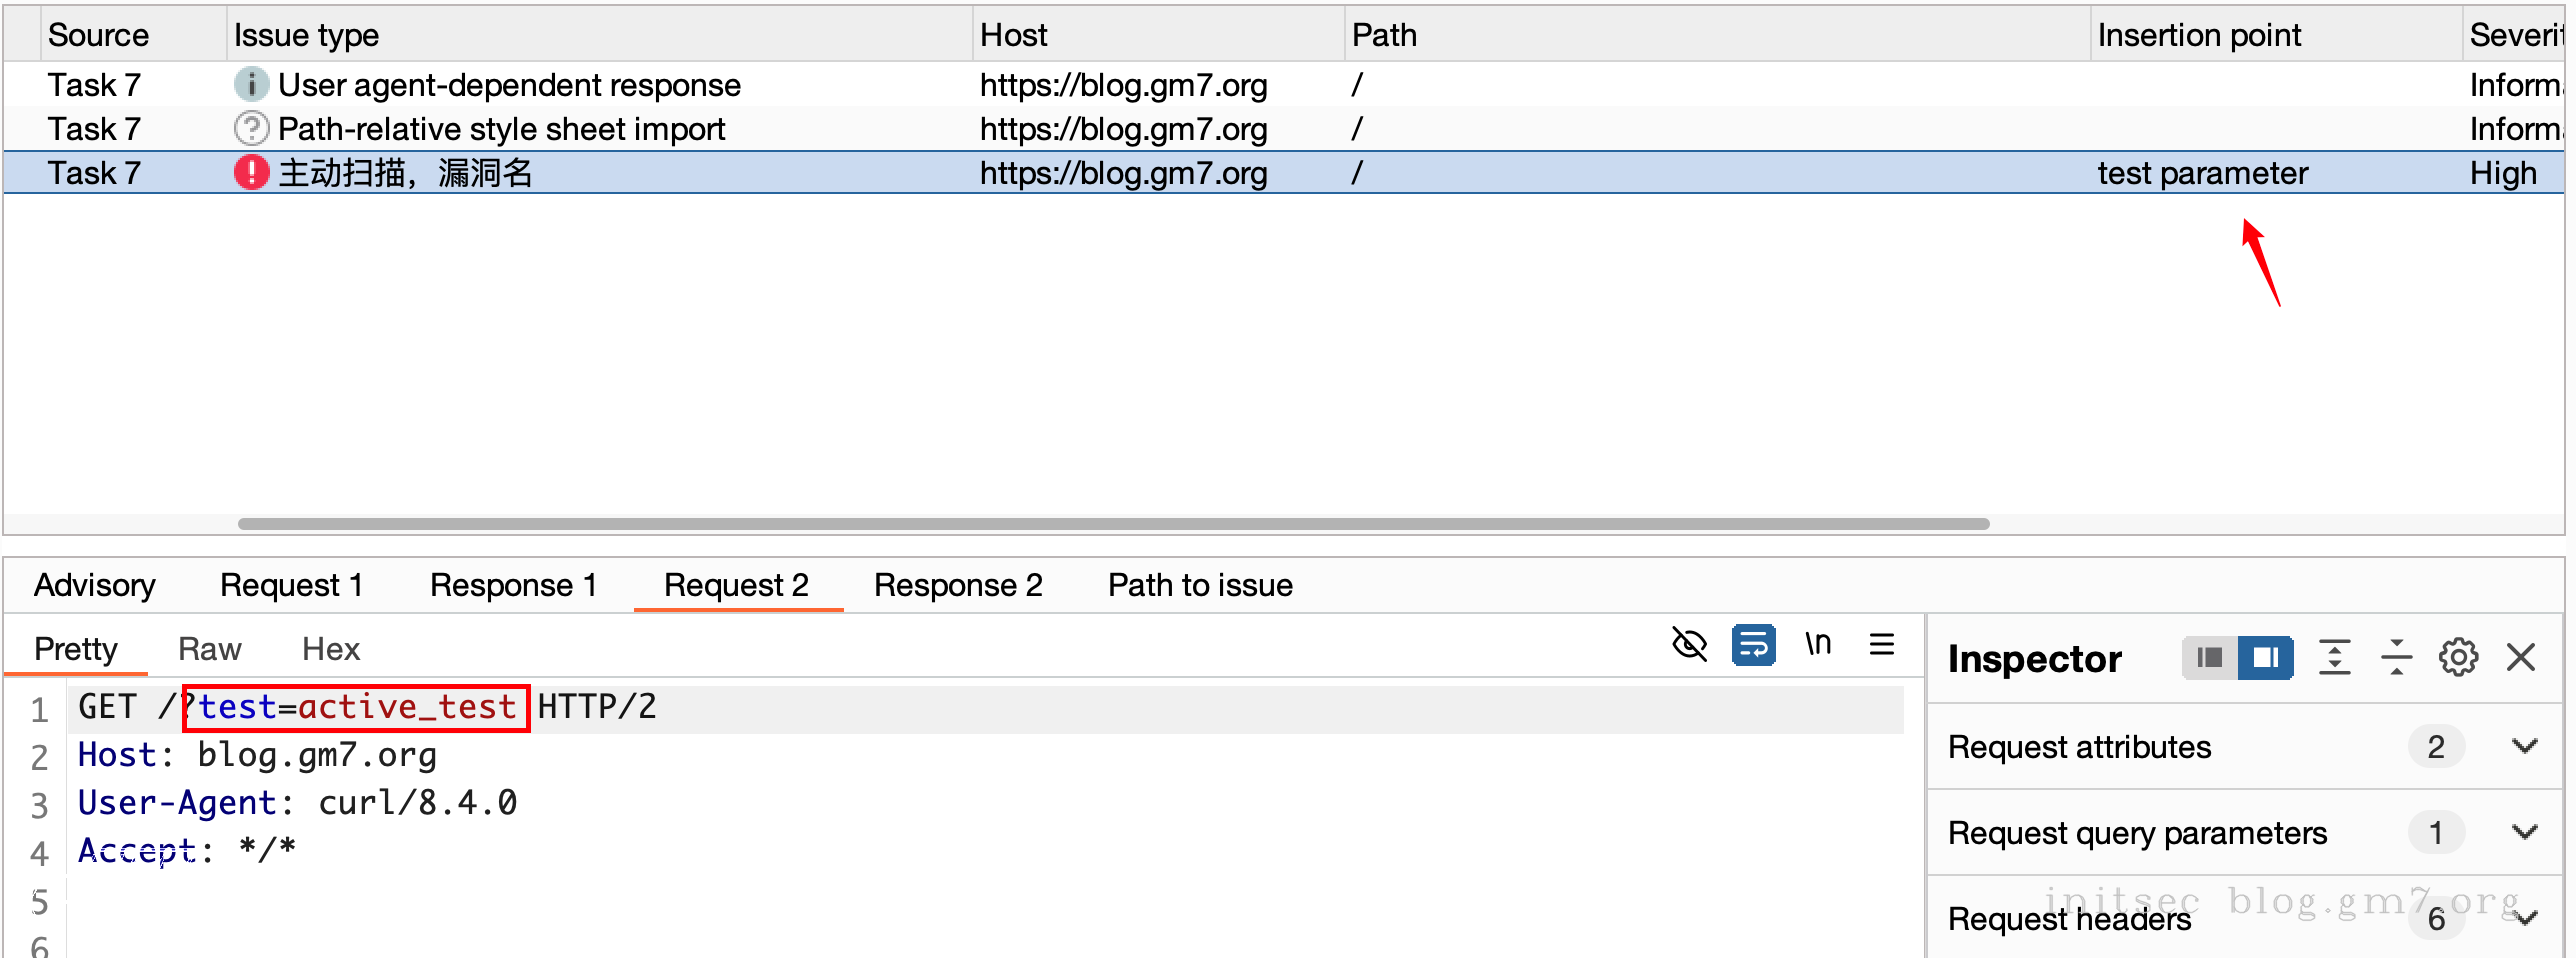 Source Issue type Host Path Insertion point Severit
Task 7 User agent-dependent response https://blog.gm7.org / Inform
Task 7 Path-relative style sheet import https://blog.gm7.org / Inform
Task 7 主动扫描，漏洞名 https://blog.gm7.org / test parameter High
Advisory Request 1 Response 1 Request 2 Response 2 Path to issue
Pretty Raw Hex \n
Inspector
1 GET /?test=active_test HTTP/2
2 Host: blog.gm7.org
3 User-Agent: curl/8.4.0
4 Accept: */*
5
6
Request attributes 2
Request query parameters 1
Request headers 6
initsec blog.gm7.org